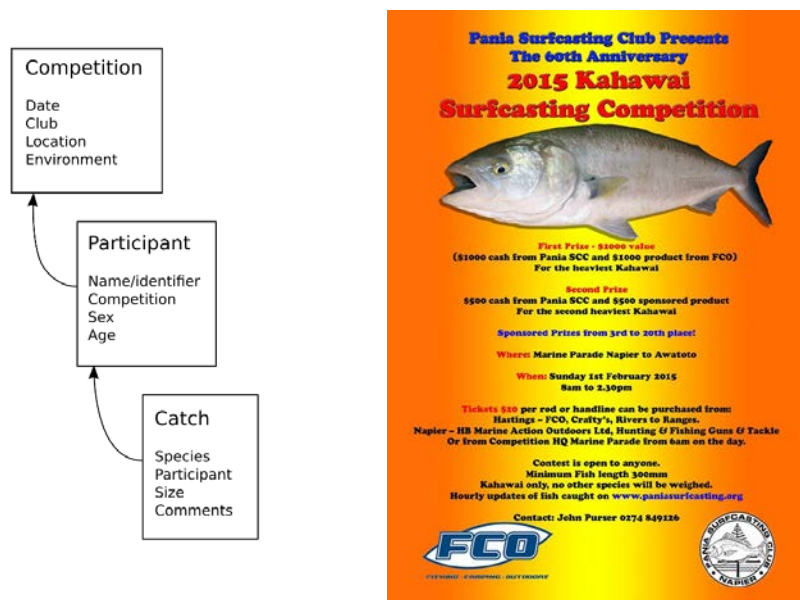 Competition
Date
Club
Location
Environment
Participant
Name/identifier
Competition
Sex
Age
Catch
Species
Participant
Size
Comments
Pania Surfcasting Club Presents
The 60th Anniversary
2015 Kahawai
Surfcasting Competition
First Prize - $2000 value
($1000 cash from Pania SCC and $1000 product from FCO)
For the heaviest Kahawai
Second Prize
$500 cash from Pania SCC and $500 sponsored product
For the second heaviest Kahawai
Sponsored Prizes from 3rd to 20th place!
Where: Marine Parade Napier to Awatoto
When: Sunday 1st February 2015
8am to 2.30pm
Tickets $20 per rod or handline can be purchased from:
Hastings – FCO, Crafty's, Rivers to Ranges.
Napier – HB Marine Action Outdoors Ltd, Hunting & Fishing Guns & Tackle
Or from Competition HQ Marine Parade from 6am on the day.
Contest is open to anyone.
Minimum Fish length 300mm
Kahawai only, no other species will be weighed.
Hourly updates of fish caught on www.paniasurfcasting.org
Contact: John Purser 0274 849126
FCO
FISHING · CAMPING · OUTDOORS
PANIA SURFCASTING CLUB
NAPIER